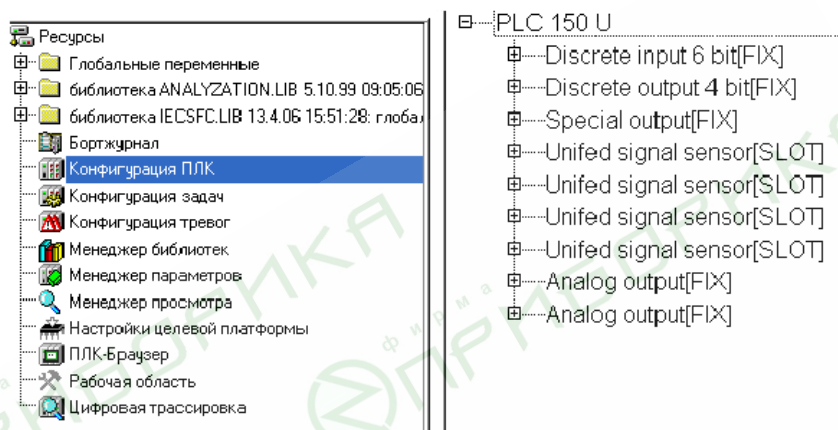 Ресурсы
Глобальные переменные
библиотека ANALYZATION.LIB 5.10.99 09:05:06
библиотека IECSFC.LIB 13.4.06 15:51:28: глоба
Бортжурнал
Конфигурация ПЛК
Конфигурация задач
Конфигурация тревог
Менеджер библиотек
Менеджер параметров
Менеджер просмотра
Настройки целевой платформы
ПЛК-Браузер
Рабочая область
Цифровая трассировка
PLC 150 U
Discrete input 6 bit[FIX]
Discrete output 4 bit[FIX]
Special output[FIX]
Unifed signal sensor[SLOT]
Unifed signal sensor[SLOT]
Unifed signal sensor[SLOT]
Unifed signal sensor[SLOT]
Analog output[FIX]
Analog output[FIX]
фирма
ПРИБОРИКА